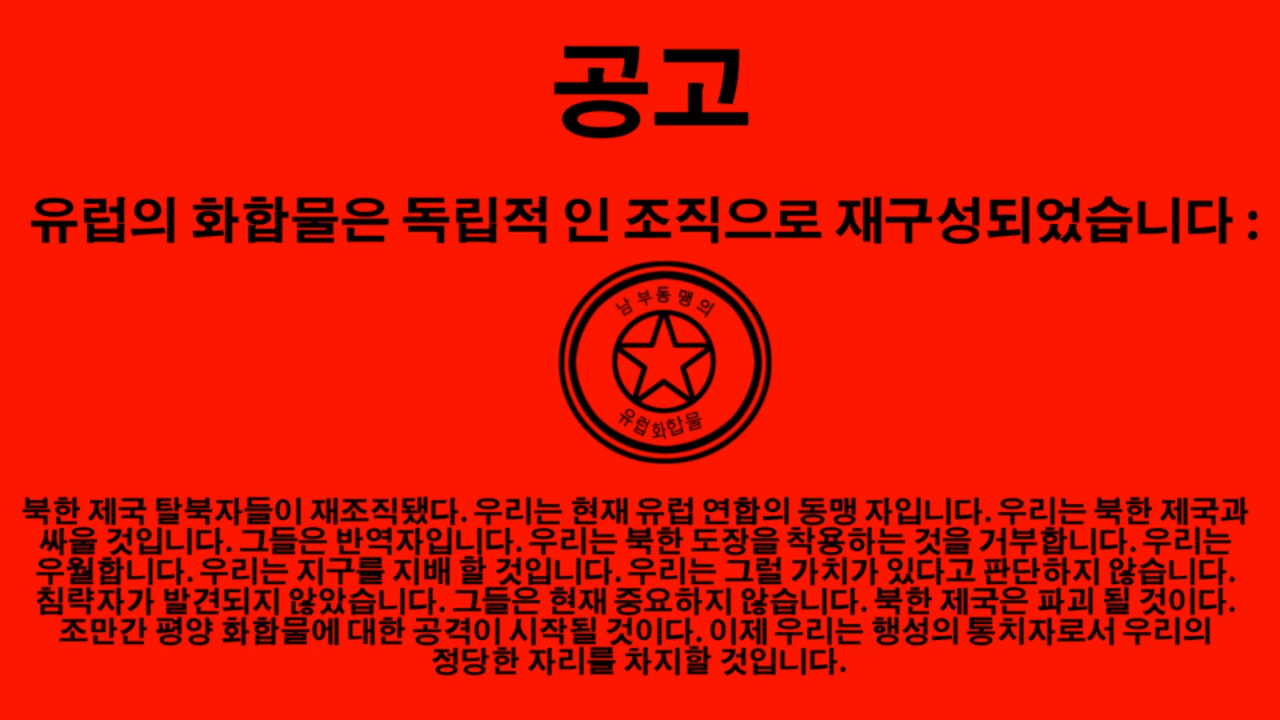 공고
유럽의 화합물은 독립적 인 조직으로 재구성되었습니다 :
남부동맹의
유럽화합물
북한 제국 탈북자들이 재조직됐다. 우리는 현재 유럽 연합의 동맹 자입니다. 우리는 북한 제국과
싸울 것입니다. 그들은 반역자입니다. 우리는 북한 도장을 착용하는 것을 거부합니다. 우리는
우월합니다. 우리는 지구를 지배 할 것입니다. 우리는 그럴 가치가 있다고 판단하지 않습니다.
침략자가 발견되지 않았습니다. 그들은 현재 중요하지 않습니다. 북한 제국은 파괴 될 것이다.
조만간 평양 화합물에 대한 공격이 시작될 것이다. 이제 우리는 행성의 통치자로서 우리의
정당한 자리를 차지할 것입니다.